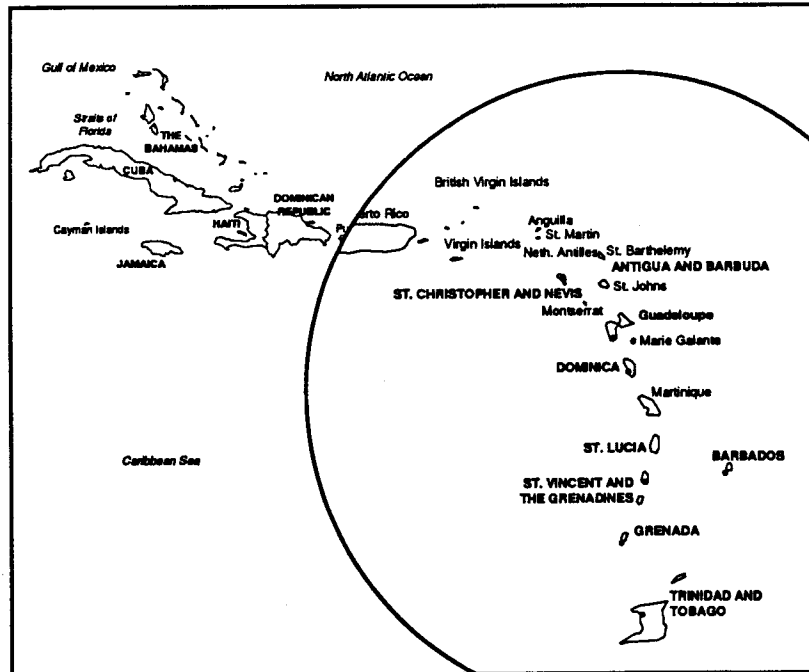 Gulf of Mexico
North Atlantic Ocean
Straits of
Florida
THE
BAHAMAS
CUBA
British Virgin Islands
DOMINICAN
REPUBLIC
Puerto Rico
Anguilla
St. Martin
Cayman Islands
HAITI
Virgin Islands
Neth. Antilles
St. Barthelemy
JAMAICA
ANTIGUA AND BARBUDA
ST. CHRISTOPHER AND NEVIS
St. Johns
Montserrat
Guadeloupe
Marie Galante
DOMINICA
Martinique
ST. LUCIA
BARBADOS
Caribbean Sea
ST. VINCENT AND
THE GRENADINES
GRENADA
TRINIDAD AND
TOBAGO